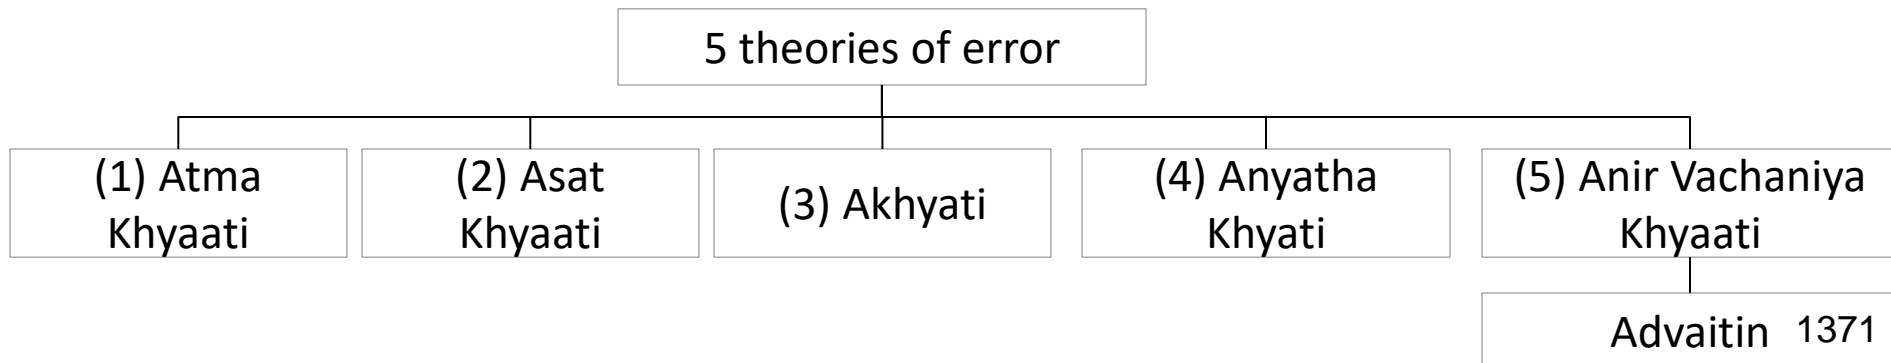 5 theories of error
(1) Atma
Khyaati
(2) Asat
Khyaati
(3) Akhyati
(4) Anyatha
Khyati
(5) Anir Vachaniya
Khyaati
Advaitin 1371